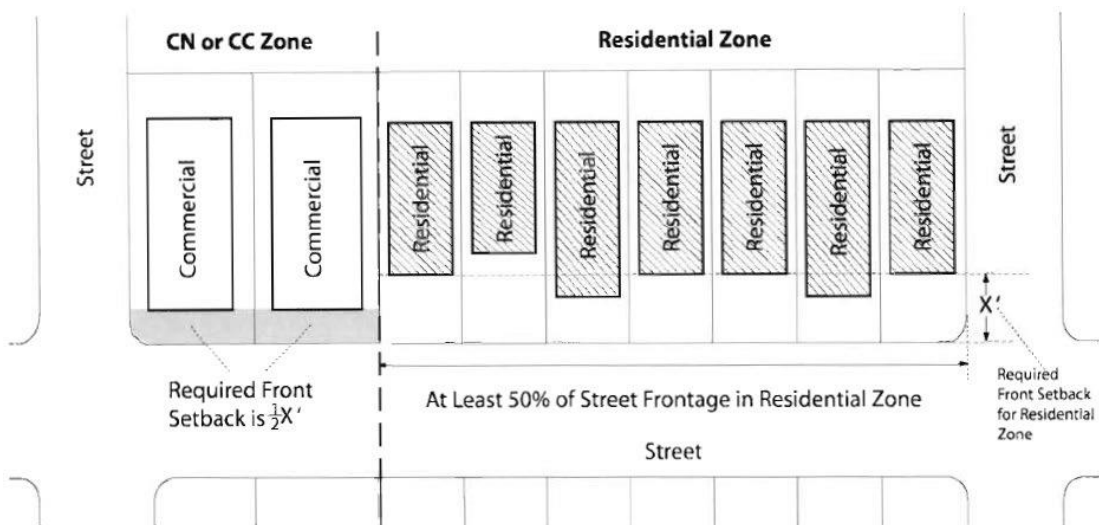 CN or CC Zone
Residential Zone
Street
Commercial
Commercial
Residential
Residential
Residential
Residential
Residential
Residential
Residential
Street
X'
Required Front
Setback is ½X'
At Least 50% of Street Frontage in Residential Zone
Required
Front Setback
for Residential
Zone
Street